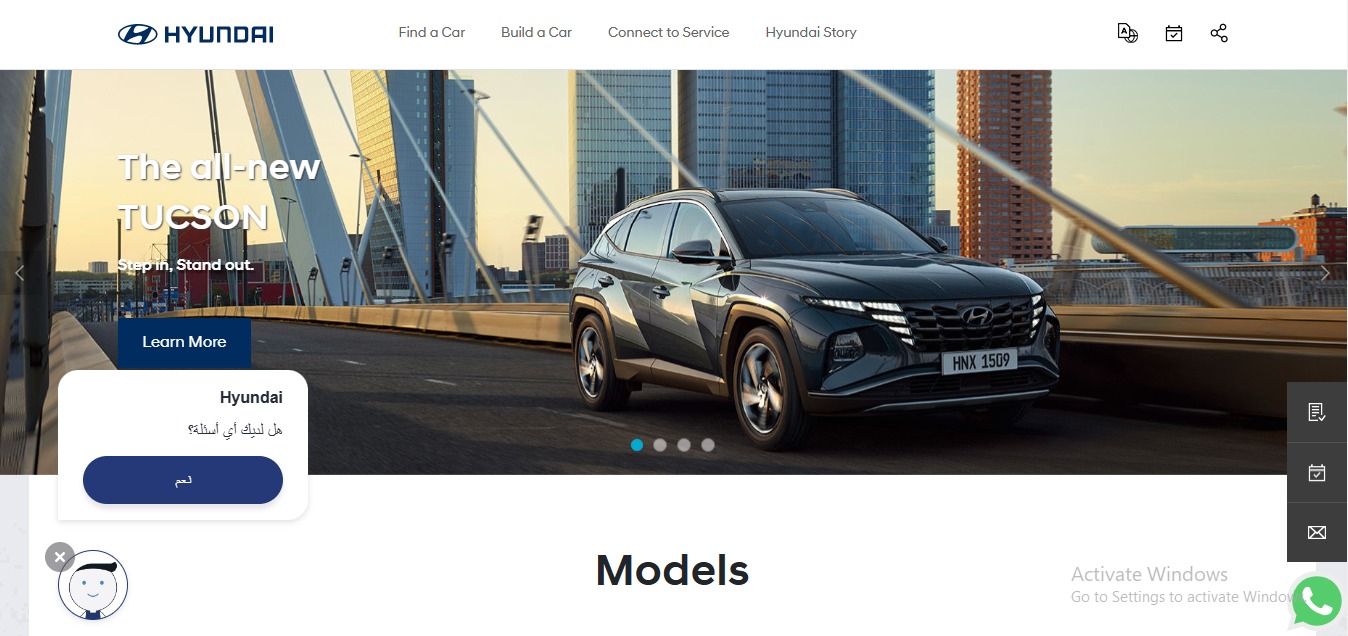 HYUNDAI
Find a Car
Build a Car
Connect to Service
Hyundai Story
The all-new
TUCSON
Step in, Stand out.
Learn More
HNX 1509
Hyundai
هل لديك أي أسئلة؟
نعم
Models
Activate Windows
Go to Settings to activate Window